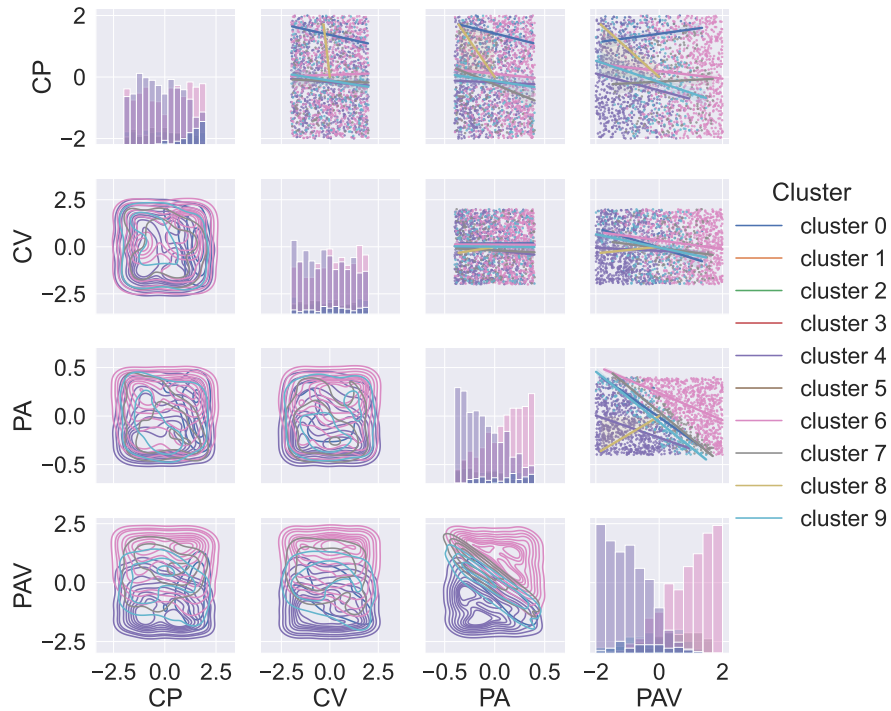 2
0
−2
CP
2.5
0.0
−2.5
CV
Cluster
cluster 0
cluster 1
cluster 2
cluster 3
cluster 4
cluster 5
cluster 6
cluster 7
cluster 8
cluster 9
0.5
0.0
−0.5
PA
2.5
0.0
−2.5
PAV
−2.5 0.0 2.5 −2.5 0.0 2.5 −0.5 0.0 0.5 −2 0 2
CP CV PA PAV